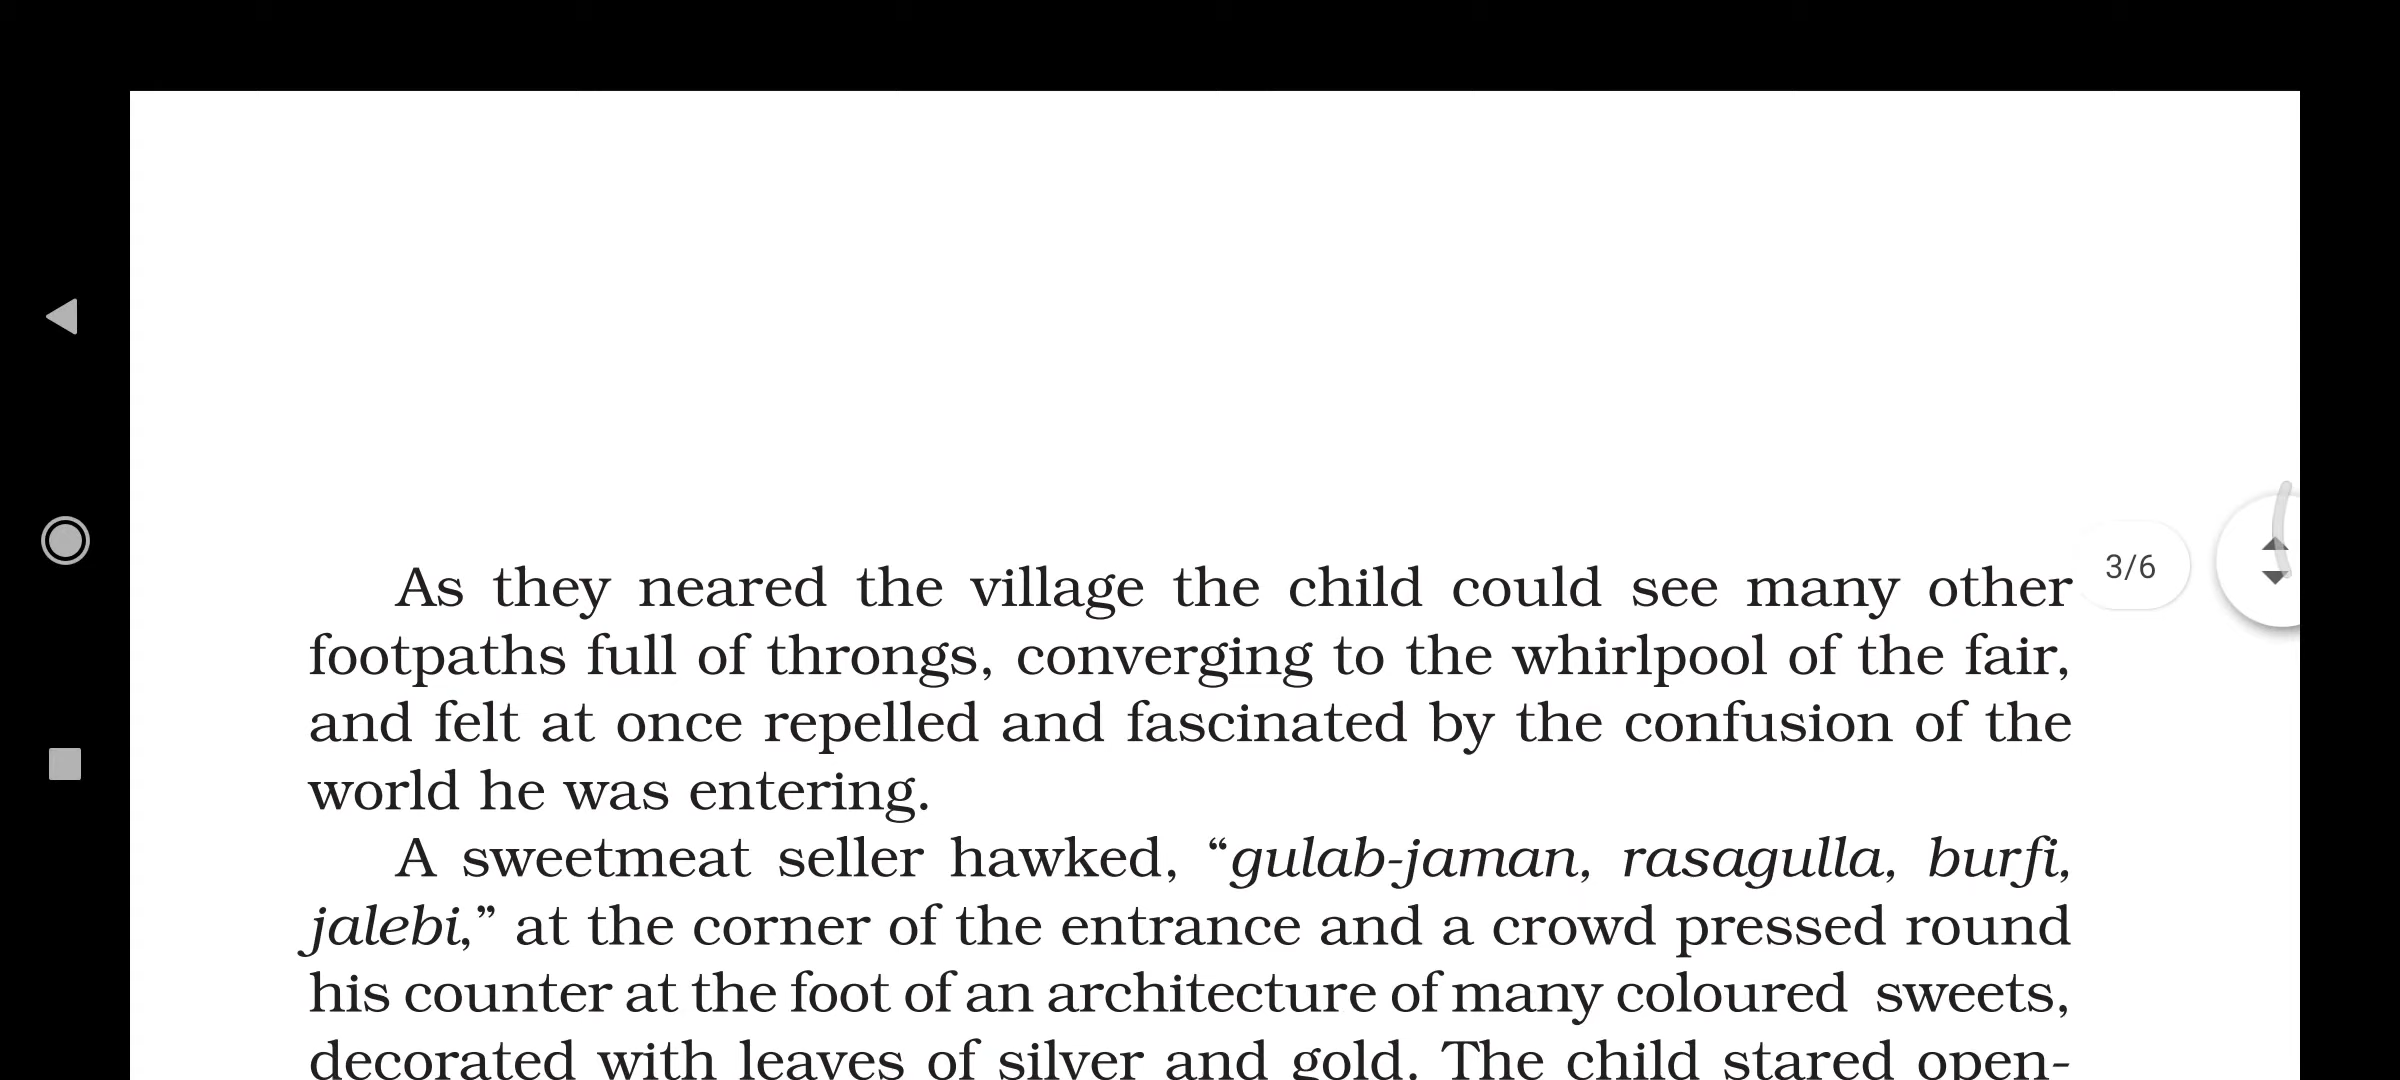 As they neared the village the child could see many other
3/6
footpaths full of throngs, converging to the whirlpool of the fair,
and felt at once repelled and fascinated by the confusion of the
world he was entering.
A sweetmeat seller hawked, “gulab-jaman, rasagulla, burfi,
jalebi,” at the corner of the entrance and a crowd pressed round
his counter at the foot of an architecture of many coloured sweets,
decorated with leaves of silver and gold. The child stared open-